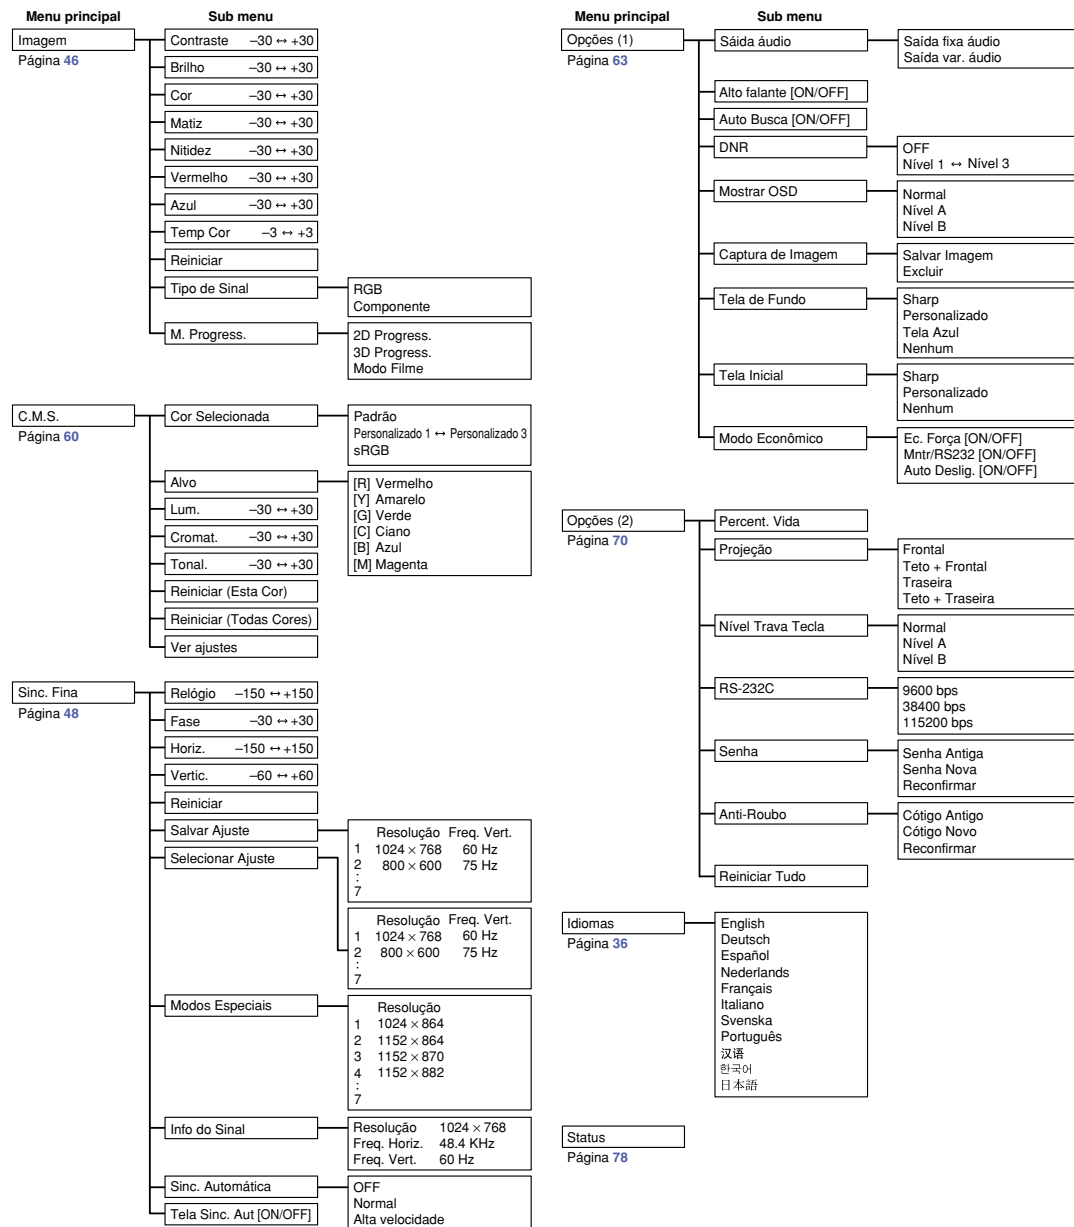 Menu principal Sub menu
Imagem
Página 46
Contraste –30 ↔ +30
Brilho –30 ↔ +30
Cor –30 ↔ +30
Matiz –30 ↔ +30
Nitidez –30 ↔ +30
Vermelho –30 ↔ +30
Azul –30 ↔ +30
Temp Cor –3 ↔ +3
Reiniciar
Tipo de Sinal
RGB
Componente
M. Progress.
2D Progress.
3D Progress.
Modo Filme
C.M.S.
Página 60
Cor Selecionada
Padrão
Personalizado 1 ↔ Personalizado 3
sRGB
Alvo
[R] Vermelho
[Y] Amarelo
[G] Verde
[C] Ciano
[B] Azul
[M] Magenta
Lum. –30 ↔ +30
Cromat. –30 ↔ +30
Tonal. –30 ↔ +30
Reiniciar (Esta Cor)
Reiniciar (Todas Cores)
Ver ajustes
Sinc. Fina
Página 48
Relógio –150 ↔ +150
Fase –30 ↔ +30
Horiz. –150 ↔ +150
Vertic. –60 ↔ +60
Reiniciar
Salvar Ajuste
Resolução Freq. Vert.
1 1024 × 768 60 Hz
2 800 × 600 75 Hz
:
7
Selecionar Ajuste
Resolução Freq. Vert.
1 1024 × 768 60 Hz
2 800 × 600 75 Hz
:
7
Modos Especiais
Resolução
1 1024 × 864
2 1152 × 864
3 1152 × 870
4 1152 × 882
:
7
Info do Sinal
Resolução 1024 × 768
Freq. Horiz. 48.4 KHz
Freq. Vert. 60 Hz
Sinc. Automática
OFF
Normal
Alta velocidade
Tela Sinc. Aut [ON/OFF]
Menu principal Sub menu
Opções (1)
Página 63
Sáida áudio
Saída fixa áudio
Saída var. áudio
Alto falante [ON/OFF]
Auto Busca [ON/OFF]
DNR
OFF
Nível 1 ↔ Nível 3
Mostrar OSD
Normal
Nível A
Nível B
Captura de Imagem
Salvar Imagem
Excluir
Tela de Fundo
Sharp
Personalizado
Tela Azul
Nenhum
Tela Inicial
Sharp
Personalizado
Nenhum
Modo Econômico
Ec. Força [ON/OFF]
Mntr/RS232 [ON/OFF]
Auto Deslig. [ON/OFF]
Opções (2)
Página 70
Percent. Vida
Projeção
Frontal
Teto + Frontal
Traseira
Teto + Traseira
Nível Trava Tecla
Normal
Nível A
Nível B
RS-232C
9600 bps
38400 bps
115200 bps
Senha
Senha Antiga
Senha Nova
Reconfirmar
Anti-Roubo
Cótigo Antigo
Cótigo Novo
Reconfirmar
Reiniciar Tudo
Idiomas
Página 36
English
Deutsch
Español
Nederlands
Français
Italiano
Svenska
Português
汉语
한국어
日本語
Status
Página 78